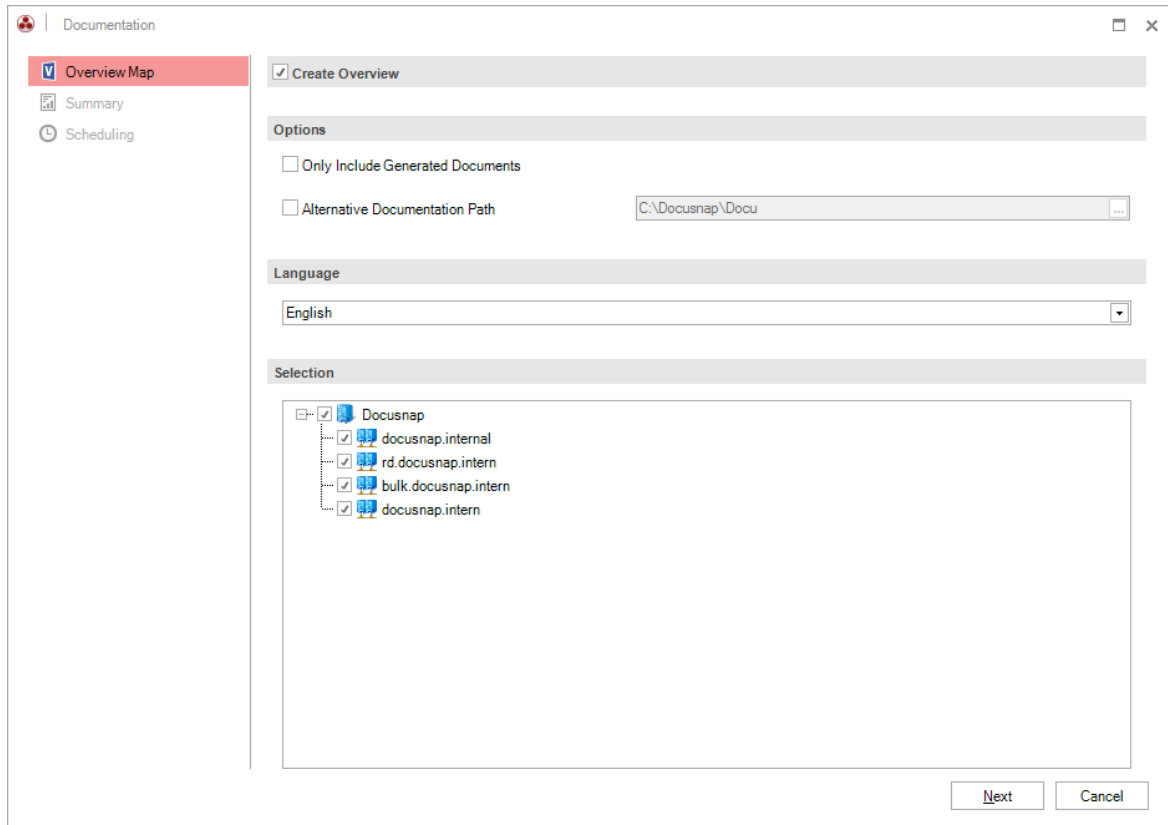 Documentation
Overview Map
Summary
Scheduling
Create Overview
Options
Only Include Generated Documents
Alternative Documentation Path C:\Docusnap\Docu ...
Language
English
Selection
Docusnap
docusnap.internal
rd.docusnap.intern
bulk.docusnap.intern
docusnap.intern
Next Cancel